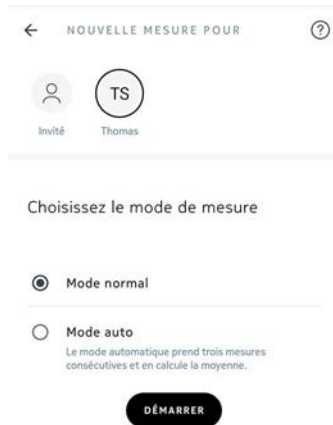 NOUVELLE MESURE POUR
TS
Invité
Thomas
Choisissez le mode de mesure
Mode normal
Mode auto
Le mode automatique prend trois mesures
consécutives et en calcule la moyenne.
DÉMARRER